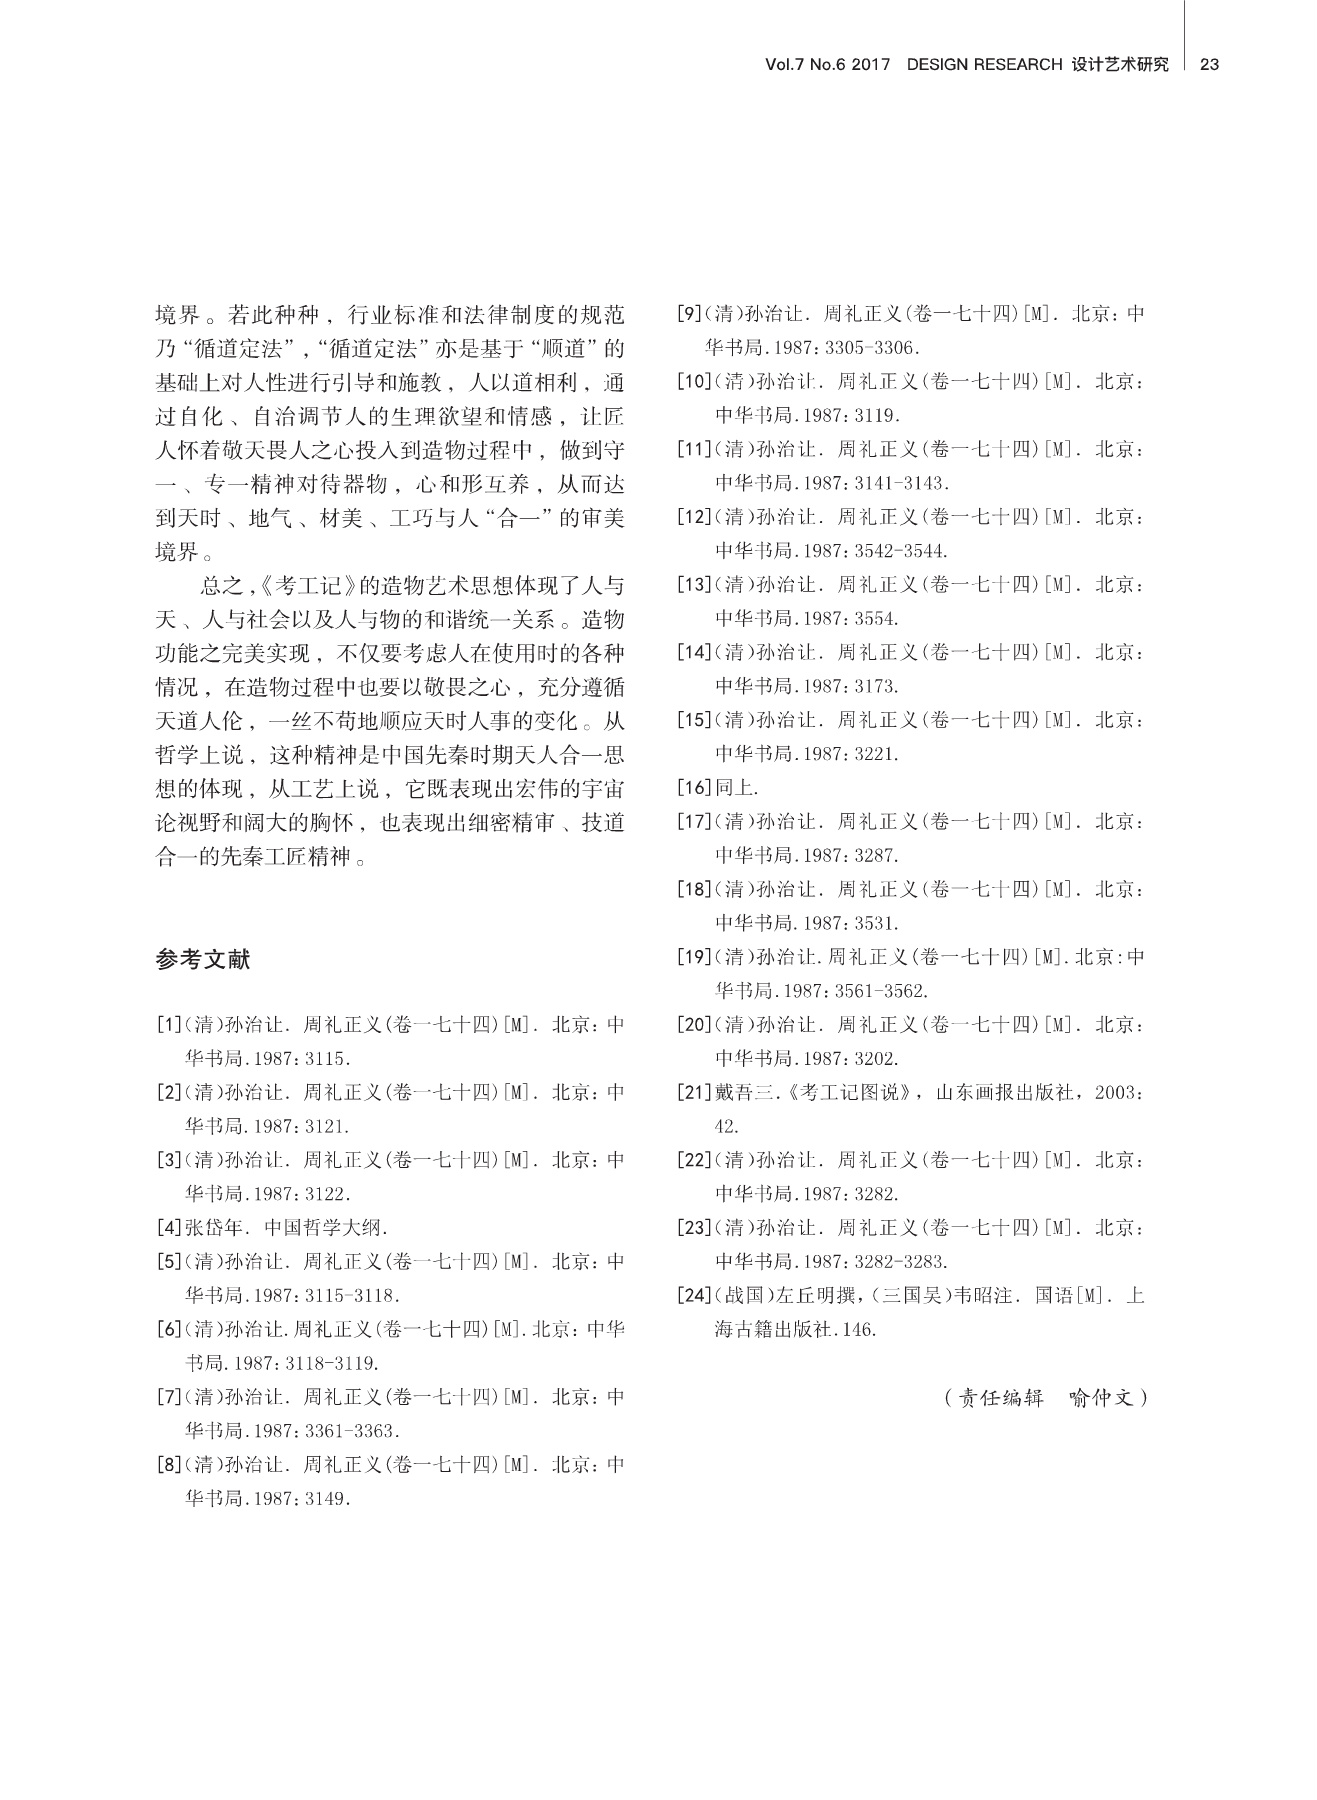 Vol.7 No.6 2017 DESIGN RESEARCH 设计艺术研究 23
境界。若此种种，行业标准和法律制度的规范
乃“循道定法”，“循道定法”亦是基于“顺道”的
基础上对人性进行引导和施教，人以道相利，通
过自化、自治调节人的生理欲望和情感，让匠
人怀着敬天畏人之心投入到造物过程中，做到守
一、专一精神对待器物，心和形互养，从而达
到天时、地气、材美、工巧与人“合一”的审美
境界。
总之，《考工记》的造物艺术思想体现了人与
天、人与社会以及人与物的和谐统一关系。造物
功能之完美实现，不仅要考虑人在使用时的各种
情况，在造物过程中也要以敬畏之心，充分遵循
天道人伦，一丝不苟地顺应天时人事的变化。从
哲学上说，这种精神是中国先秦时期天人合一思
想的体现，从工艺上说，它既表现出宏伟的宇宙
论视野和阔大的胸怀，也表现出细密精审、技道
合一的先秦工匠精神。
参考文献
[1](清)孙治让. 周礼正义(卷一七十四)[M]. 北京:中
华书局.1987:3115.
[2](清)孙治让. 周礼正义(卷一七十四)[M]. 北京:中
华书局.1987:3121.
[3](清)孙治让. 周礼正义(卷一七十四)[M]. 北京:中
华书局.1987:3122.
[4]张岱年. 中国哲学大纲.
[5](清)孙治让. 周礼正义(卷一七十四)[M]. 北京:中
华书局.1987:3115-3118.
[6](清)孙治让.周礼正义(卷一七十四)[M].北京:中华
书局.1987:3118-3119.
[7](清)孙治让. 周礼正义(卷一七十四)[M]. 北京:中
华书局.1987:3361-3363.
[8](清)孙治让. 周礼正义(卷一七十四)[M]. 北京:中
华书局.1987:3149.
[9](清)孙治让. 周礼正义(卷一七十四)[M]. 北京:中
华书局.1987:3305-3306.
[10](清)孙治让. 周礼正义(卷一七十四)[M]. 北京:
中华书局.1987:3119.
[11](清)孙治让. 周礼正义(卷一七十四)[M]. 北京:
中华书局.1987:3141-3143.
[12](清)孙治让. 周礼正义(卷一七十四)[M]. 北京:
中华书局.1987:3542-3544.
[13](清)孙治让. 周礼正义(卷一七十四)[M]. 北京:
中华书局.1987:3554.
[14](清)孙治让. 周礼正义(卷一七十四)[M]. 北京:
中华书局.1987:3173.
[15](清)孙治让. 周礼正义(卷一七十四)[M]. 北京:
中华书局.1987:3221.
[16]同上.
[17](清)孙治让. 周礼正义(卷一七十四)[M]. 北京:
中华书局.1987:3287.
[18](清)孙治让. 周礼正义(卷一七十四)[M]. 北京:
中华书局.1987:3531.
[19](清)孙治让.周礼正义(卷一七十四)[M].北京:中
华书局.1987:3561-3562.
[20](清)孙治让. 周礼正义(卷一七十四)[M]. 北京:
中华书局.1987:3202.
[21]戴吾三.《考工记图说》，山东画报出版社，2003:
42.
[22](清)孙治让. 周礼正义(卷一七十四)[M]. 北京:
中华书局.1987:3282.
[23](清)孙治让. 周礼正义(卷一七十四)[M]. 北京:
中华书局.1987:3282-3283.
[24](战国)左丘明撰,(三国吴)韦昭注. 国语[M]. 上
海古籍出版社.146.
（责任编辑 喻仲文）